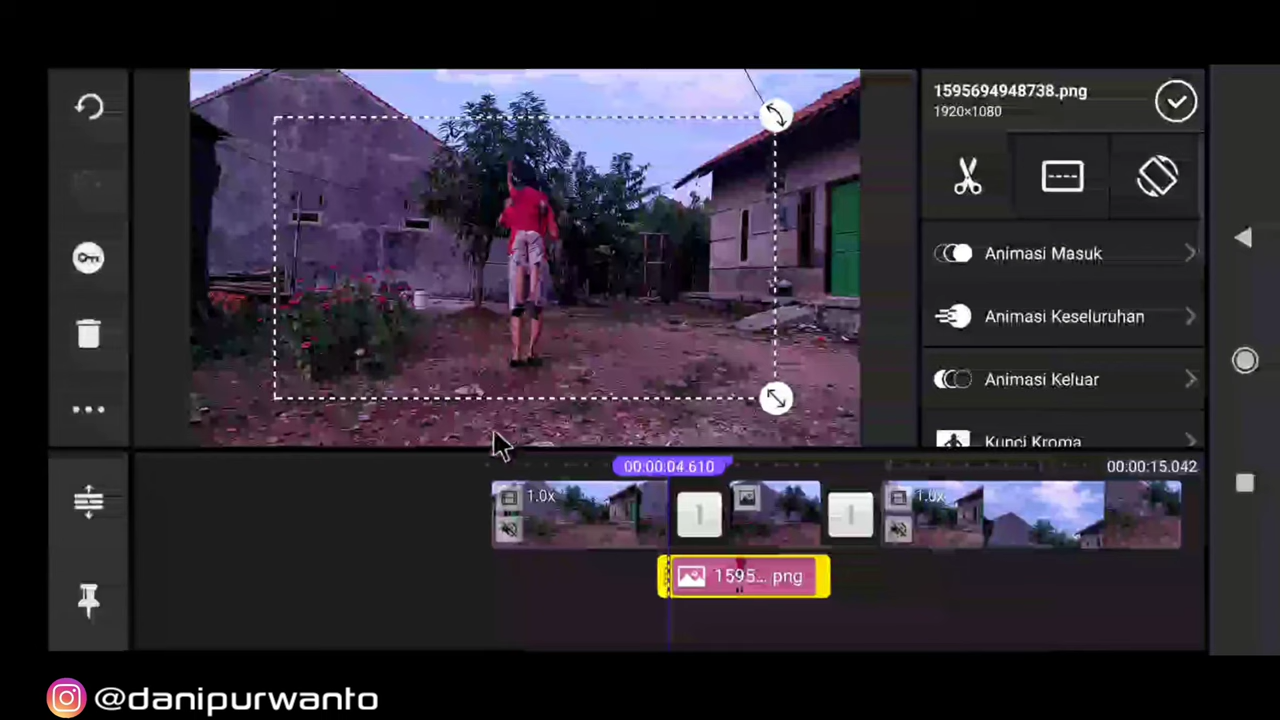 1595694948738.png
1920×1080
Animasi Masuk
Animasi Keseluruhan
Animasi Keluar
Kunci Kroma
00:00:04.610
00:00:15.042
1.0x
1.0x
1595... png
@danipurwanto